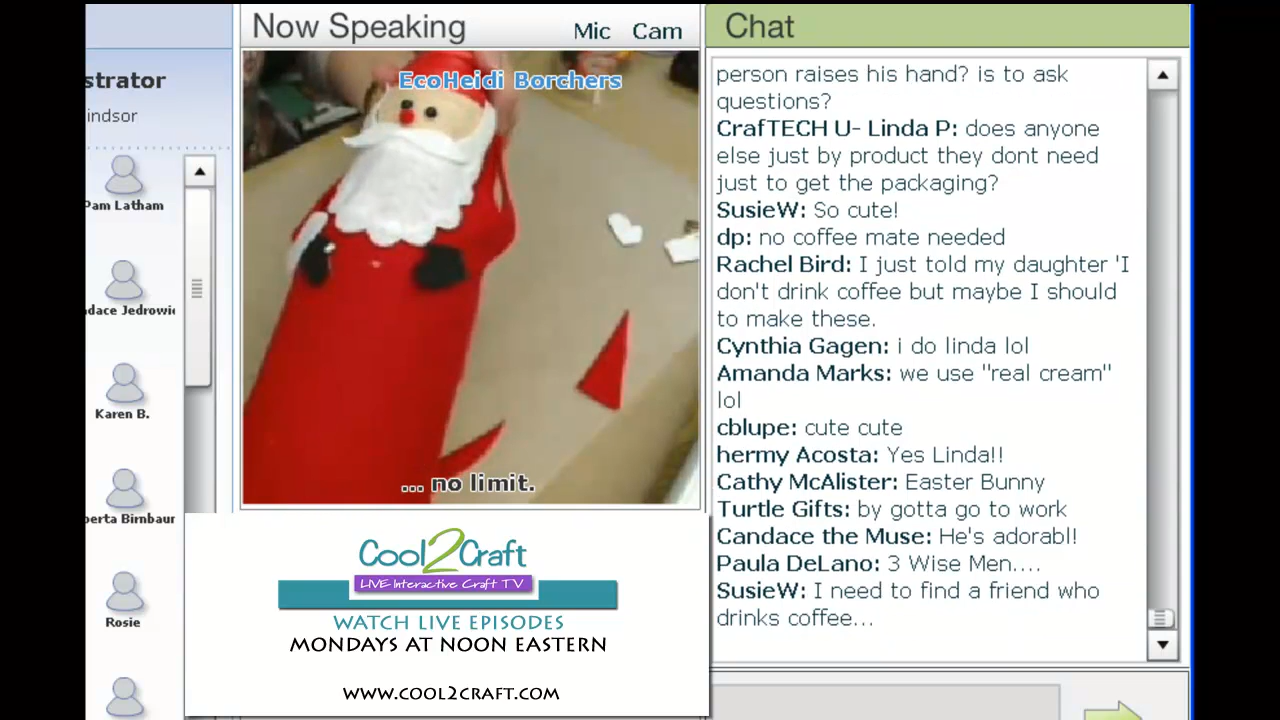 strator
indsor
Pam Latham
dace Jedrowi
Karen B.
perta Birnbaur
Rosie
Now Speaking Mic Cam
EcoHeidi Borchers
... no limit.
Cool2Craft
LIVE Interactive Craft TV
WATCH LIVE EPISODES
MONDAYS AT NOON EASTERN
WWW.COOL2CRAFT.COM
Chat
person raises his hand? is to ask
questions?
CrafTECH U- Linda P: does anyone
else just by product they dont need
just to get the packaging?
SusieW: So cute!
dp: no coffee mate needed
Rachel Bird: I just told my daughter 'I
don't drink coffee but maybe I should
to make these.
Cynthia Gagen: i do linda lol
Amanda Marks: we use "real cream"
lol
cblupe: cute cute
hermy Acosta: Yes Linda!!
Cathy McAlister: Easter Bunny
Turtle Gifts: by gotta go to work
Candace the Muse: He's adorabl!
Paula DeLano: 3 Wise Men....
SusieW: I need to find a friend who
drinks coffee...